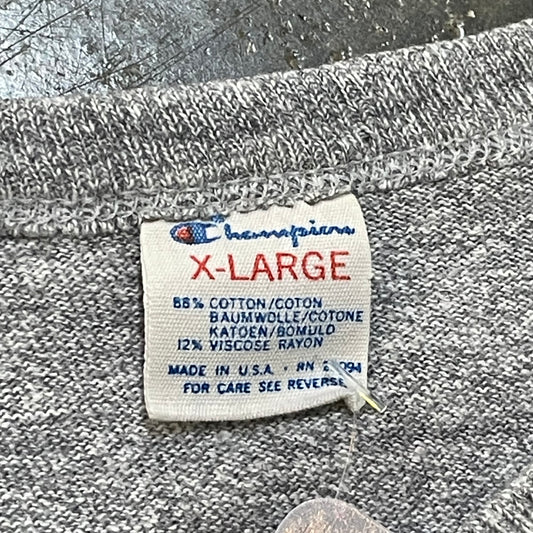 Champion
X-LARGE
88% COTTON/COTON
BAUMWOLLE/COTONE
KATOEN/BOMULD
12% VISCOSE RAYON
MADE IN U.S.A. • RN
FOR CARE SEE REVERSE